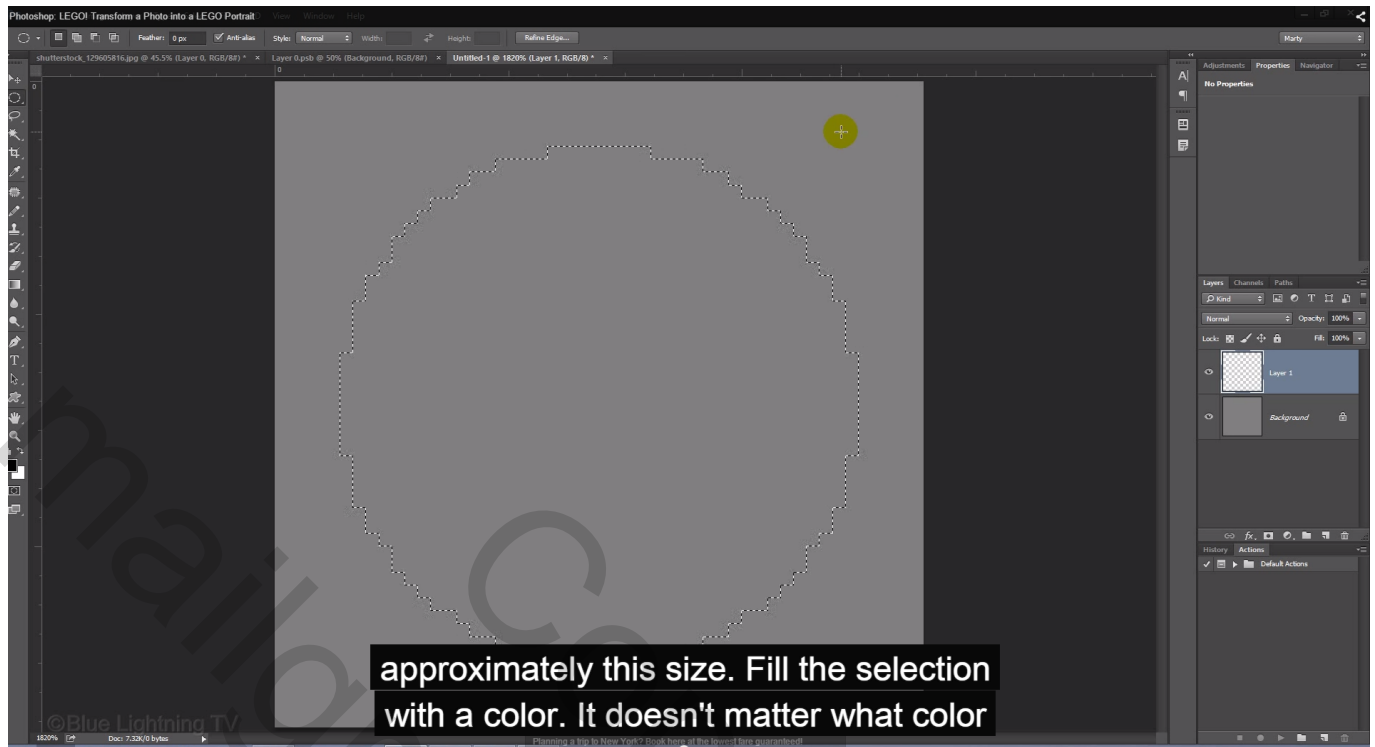 Photoshop: LEGO! Transform a Photo into a LEGO Portrait View Window Help
Feather: 0 px Anti-alias Style: Normal Width: Height: Refine Edge... Marty
shutterstock_129605816.jpg @ 45.5% (Layer 0, RGB/8#) * × Layer 0.psb @ 50% (Background, RGB/8#) × Untitled-1 @ 1820% (Layer 1, RGB/8) * ×
Adjustments Properties Navigator
No Properties
0
0
Layers Channels Paths
Kind
Normal Opacity: 100%
Lock: Fill: 100%
Layer 1
Background
History Actions
Default Actions
approximately this size. Fill the selection
with a color. It doesn't matter what color
©Blue Lightning TV
1820% Doc: 7.32K/0 bytes
Planning a trip to New York? Book here at the lowest fare guaranteed!